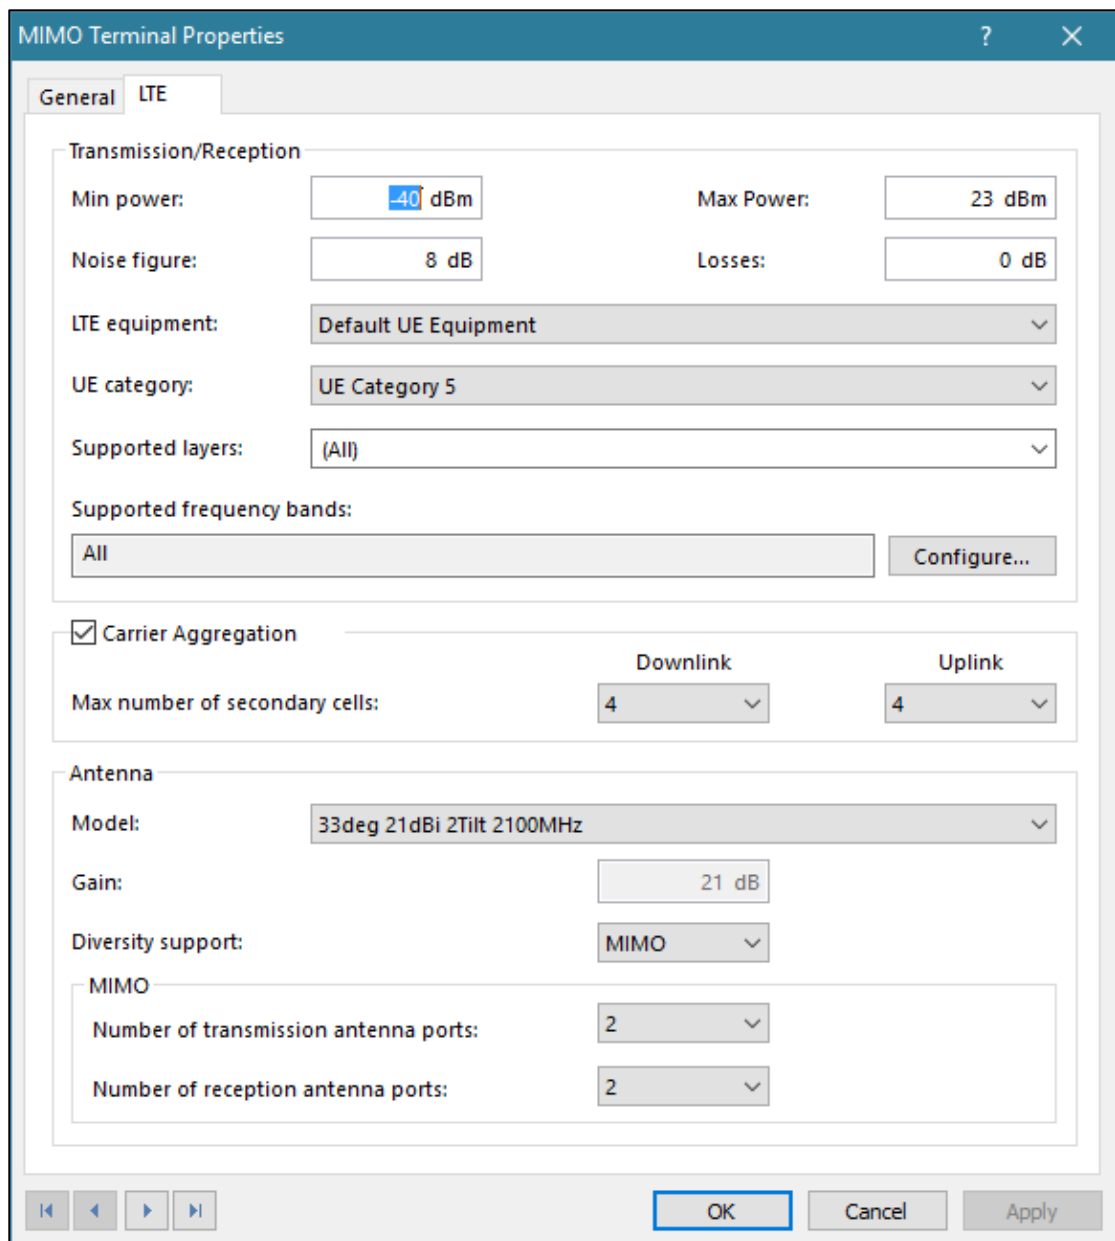 MIMO Terminal Properties ?
General LTE
Transmission/Reception
Min power: -40 dBm Max Power: 23 dBm
Noise figure: 8 dB Losses: 0 dB
LTE equipment: Default UE Equipment
UE category: UE Category 5
Supported layers: (All)
Supported frequency bands:
All Configure...
Carrier Aggregation
Downlink Uplink
Max number of secondary cells: 4 4
Antenna
Model: 33deg 21dBi 2Tilt 2100MHz
Gain: 21 dB
Diversity support: MIMO
MIMO
Number of transmission antenna ports: 2
Number of reception antenna ports: 2
OK Cancel Apply